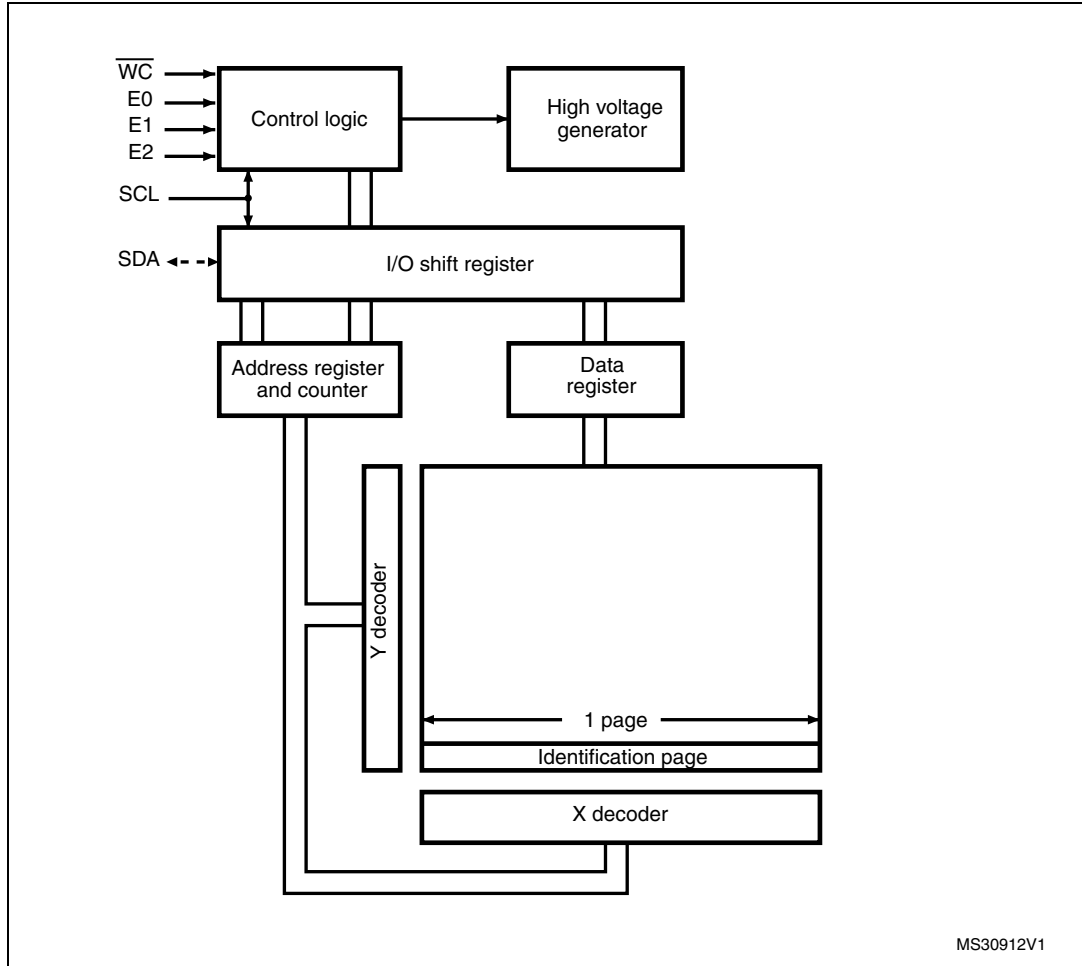 W̅C̅
E0
E1
E2
SCL
SDA
Control logic
High voltage
generator
I/O shift register
Address register
and counter
Data
register
Y decoder
1 page
Identification page
X decoder
MS30912V1